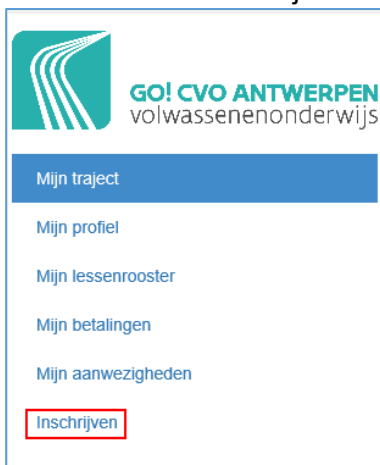 GO! CVO ANTWERPEN
volwassenenonderwijs
Mijn traject
Mijn profiel
Mijn lessenrooster
Mijn betalingen
Mijn aanwezigheden
Inschrijven